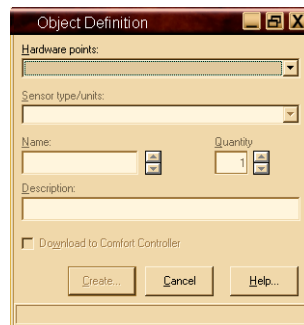 Object Definition
Hardware points:
Sensor type/units:
Name:
Quantity
1
Description:
Download to Comfort Controller
Create...
Cancel
Help...